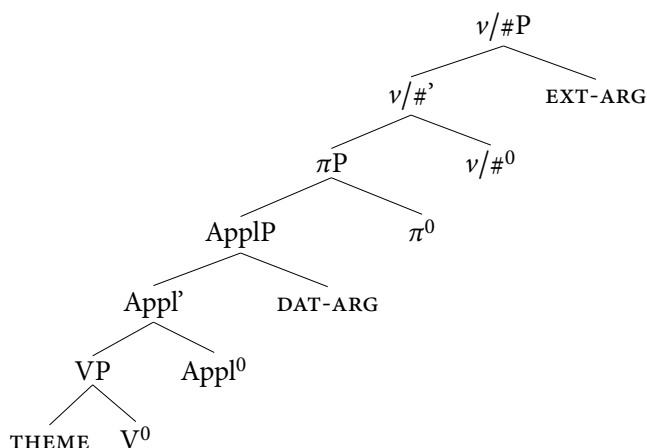 v/#P
v/#’ EXT-ARG
πP v/#⁰
ApplP π⁰
Appl’ DAT-ARG
VP Appl⁰
THEME V⁰